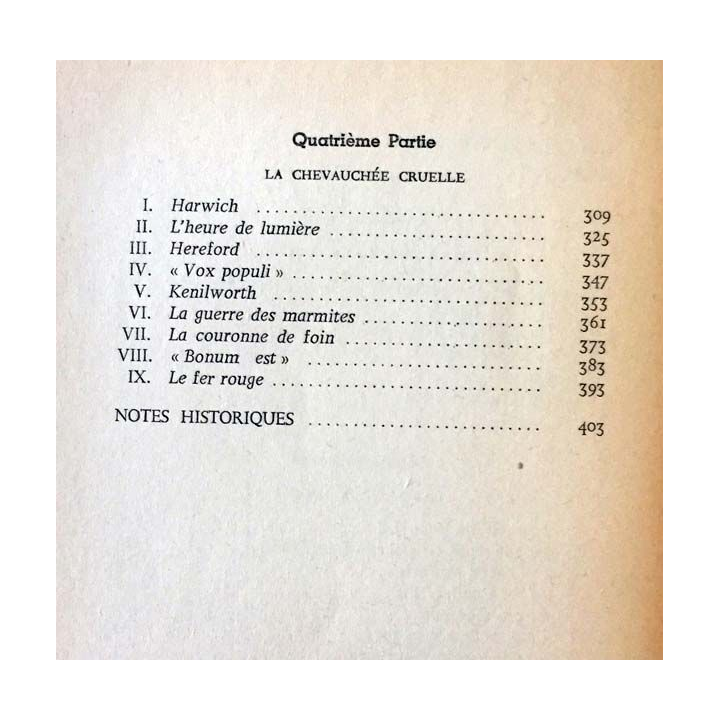 Quatrième Partie
LA CHEVAUCHÉE CRUELLE
I. Harwich ............................... 309
II. L'heure de lumière ....................... 325
III. Hereford ............................... 337
IV. « Vox populi » ........................... 347
V. Kenilworth ............................. 353
VI. La guerre des marmites .................... 361
VII. La couronne de foin ...................... 373
VIII. « Bonum est » .......................... 383
IX. Le fer rouge ............................. 393
NOTES HISTORIQUES ......................... 403